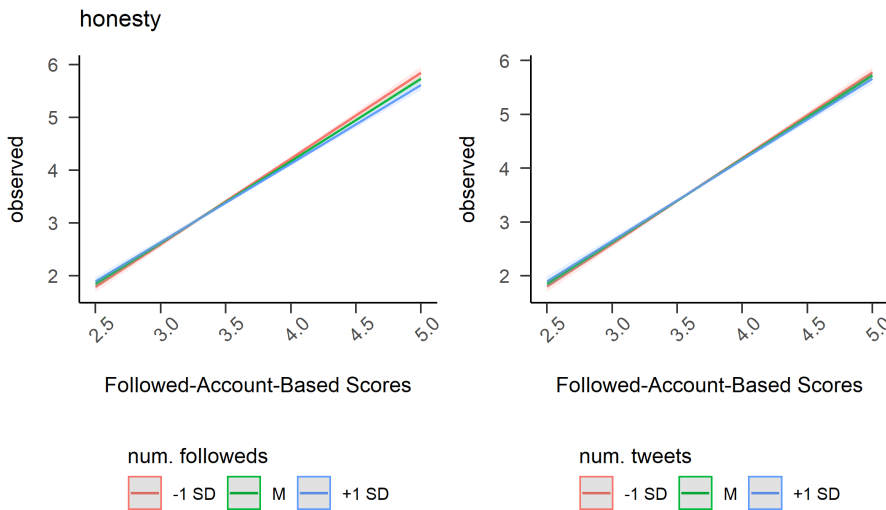 honesty
observed
6
5
4
3
2
2.5 3.0 3.5 4.0 4.5 5.0
Followed-Account-Based Scores
num. followeds
-1 SD M +1 SD
observed
6
5
4
3
2
2.5 3.0 3.5 4.0 4.5 5.0
Followed-Account-Based Scores
num. tweets
-1 SD M +1 SD